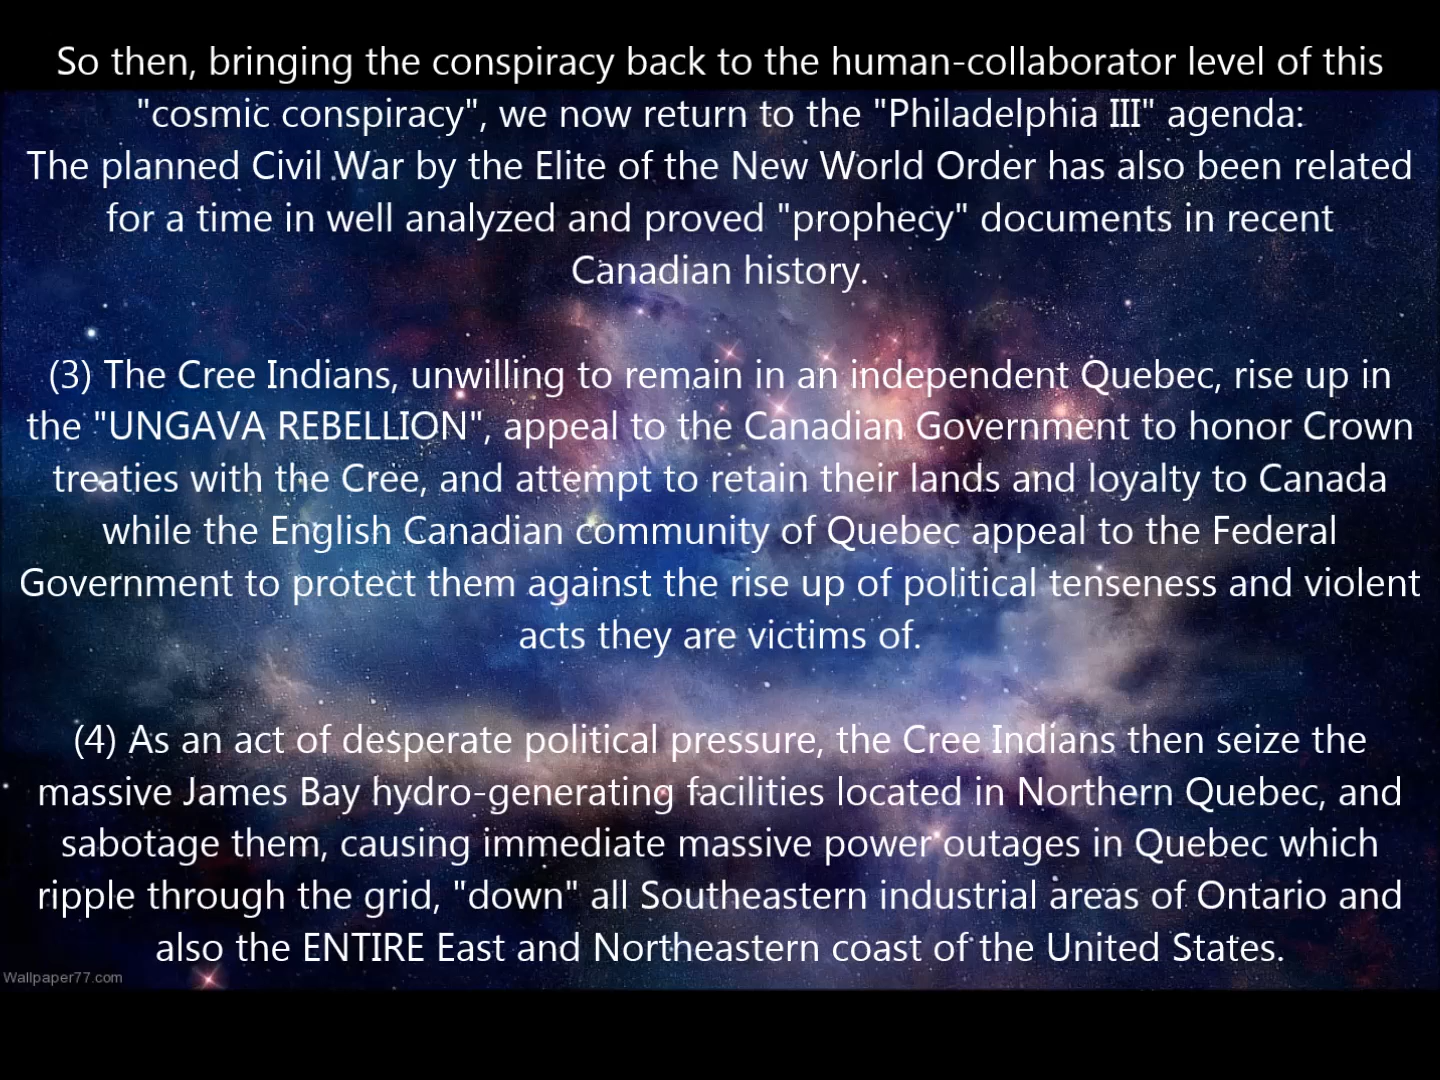 So then, bringing the conspiracy back to the human-collaborator level of this
"cosmic conspiracy", we now return to the "Philadelphia III" agenda:
The planned Civil War by the Elite of the New World Order has also been related
for a time in well analyzed and proved "prophecy" documents in recent
Canadian history.
(3) The Cree Indians, unwilling to remain in an independent Quebec, rise up in
the "UNGAVA REBELLION", appeal to the Canadian Government to honor Crown
treaties with the Cree, and attempt to retain their lands and loyalty to Canada
while the English Canadian community of Quebec appeal to the Federal
Government to protect them against the rise up of political tenseness and violent
acts they are victims of.
(4) As an act of desperate political pressure, the Cree Indians then seize the
massive James Bay hydro-generating facilities located in Northern Quebec, and
sabotage them, causing immediate massive power outages in Quebec which
ripple through the grid, "down" all Southeastern industrial areas of Ontario and
also the ENTIRE East and Northeastern coast of the United States.
Wallpaper77.com